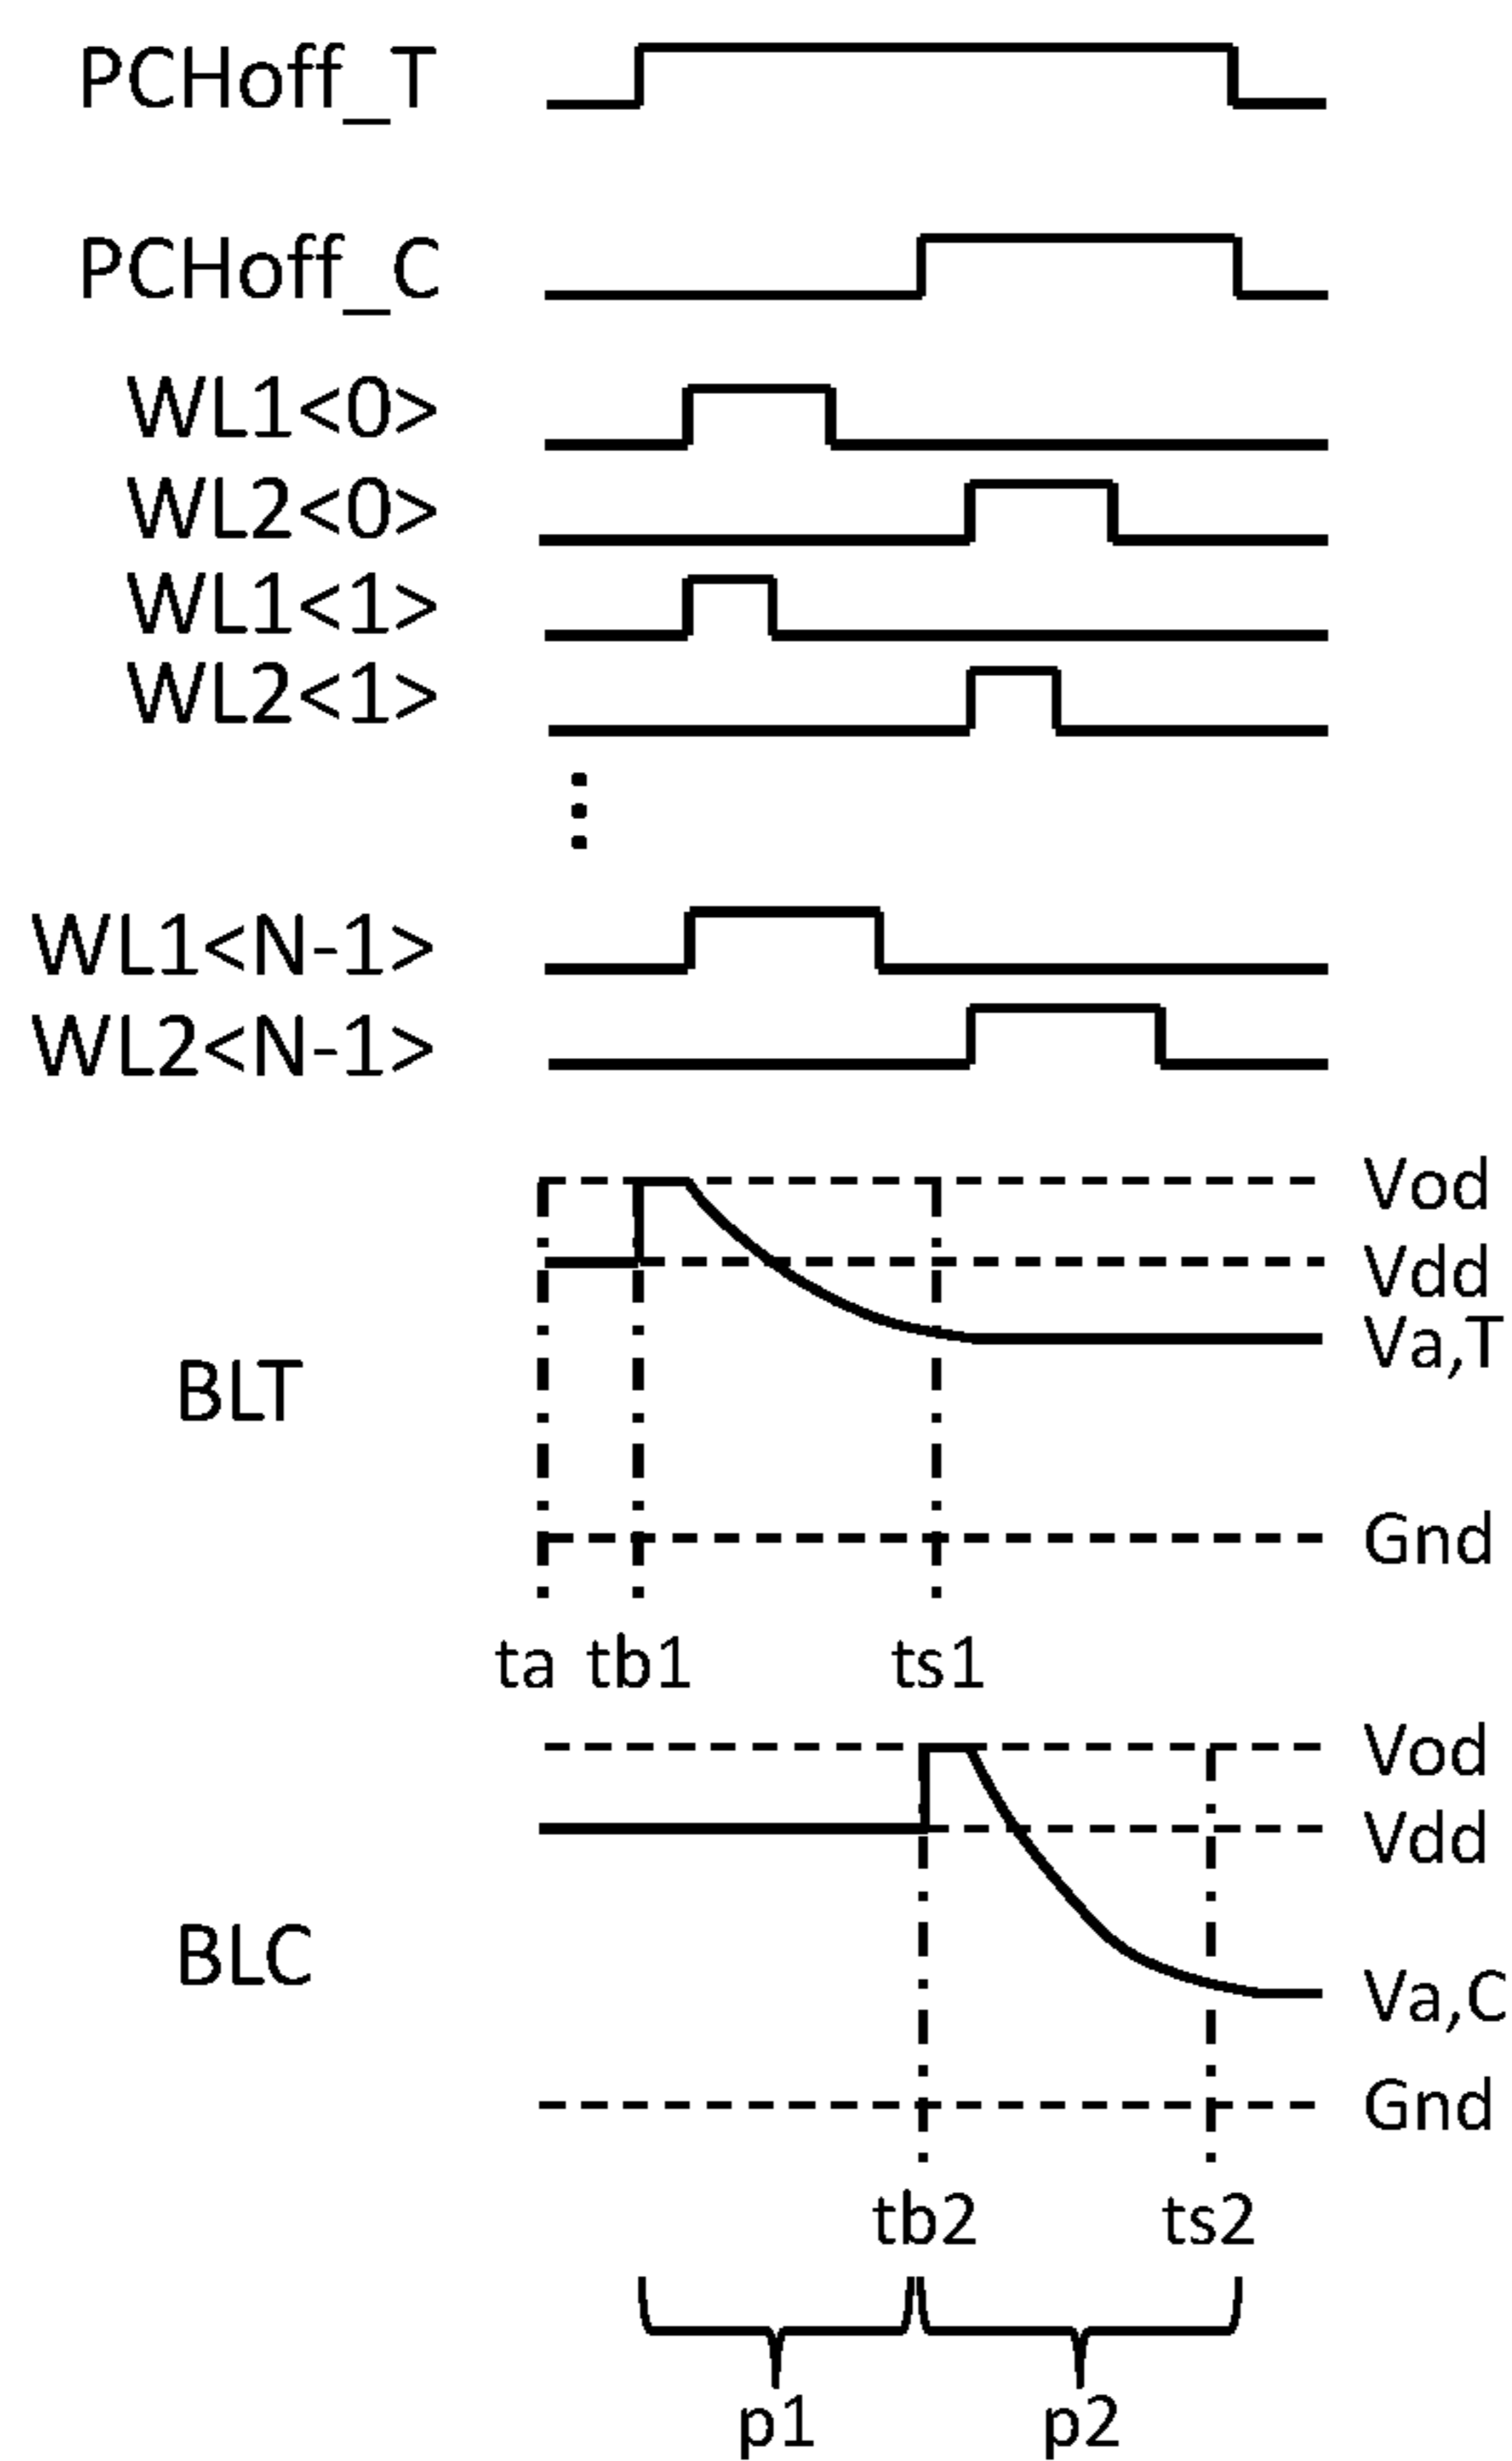 PCHoff_T
PCHoff_C
WL1<0>
WL2<0>
WL1<1>
WL2<1>
WL1<N-1>
WL2<N-1>
Vod
Vdd
Va,T
BLT
Gnd
ta tb1 ts1
Vod
Vdd
BLC
Va,C
Gnd
tb2 ts2
p1 p2